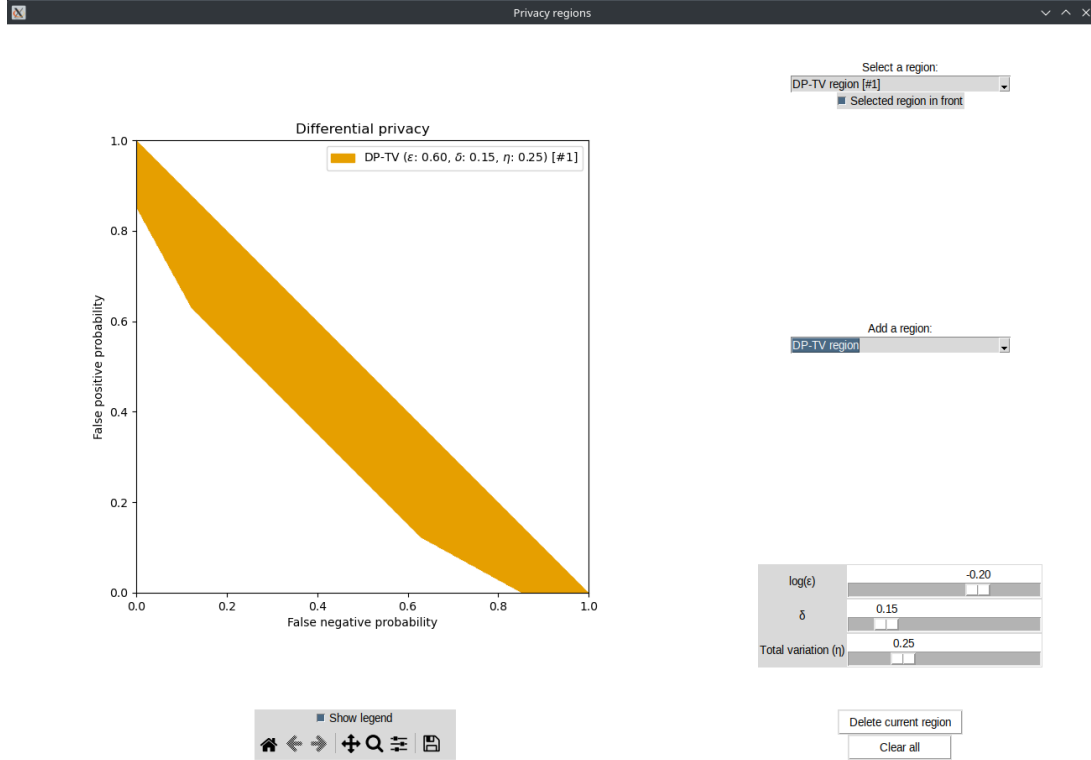 Privacy regions
Select a region:
DP-TV region [#1]
Selected region in front
Differential privacy
DP-TV (ε: 0.60, δ: 0.15, η: 0.25) [#1]
1.0
0.8
0.6
0.4
0.2
0.0
False positive probability
0.0 0.2 0.4 0.6 0.8 1.0
False negative probability
Add a region:
DP-TV region
log(ε) -0.20
δ 0.15
Total variation (η) 0.25
Show legend
Delete current region
Clear all